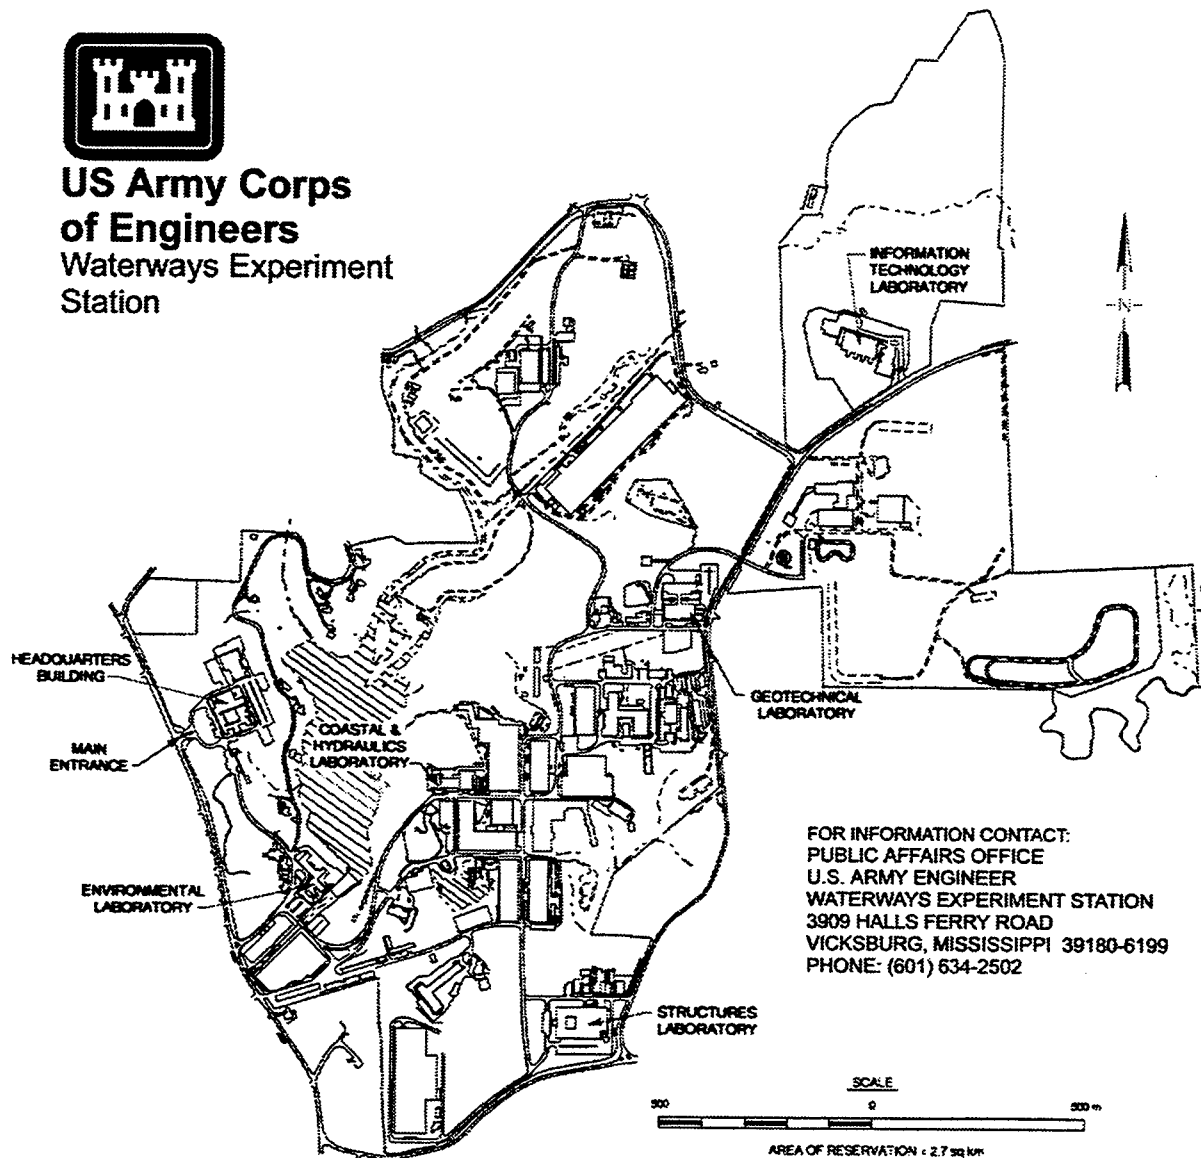 US Army Corps
of Engineers
Waterways Experiment
Station
INFORMATION
TECHNOLOGY
LABORATORY
N
HEADQUARTERS
BUILDING
MAIN
ENTRANCE
COASTAL &
HYDRAULICS
LABORATORY
GEOTECHNICAL
LABORATORY
ENVIRONMENTAL
LABORATORY
FOR INFORMATION CONTACT:
PUBLIC AFFAIRS OFFICE
U.S. ARMY ENGINEER
WATERWAYS EXPERIMENT STATION
3909 HALLS FERRY ROAD
VICKSBURG, MISSISSIPPI 39180-6199
PHONE: (601) 634-2502
STRUCTURES
LABORATORY
SCALE
500 0 500 m
AREA OF RESERVATION : 2.7 sq km